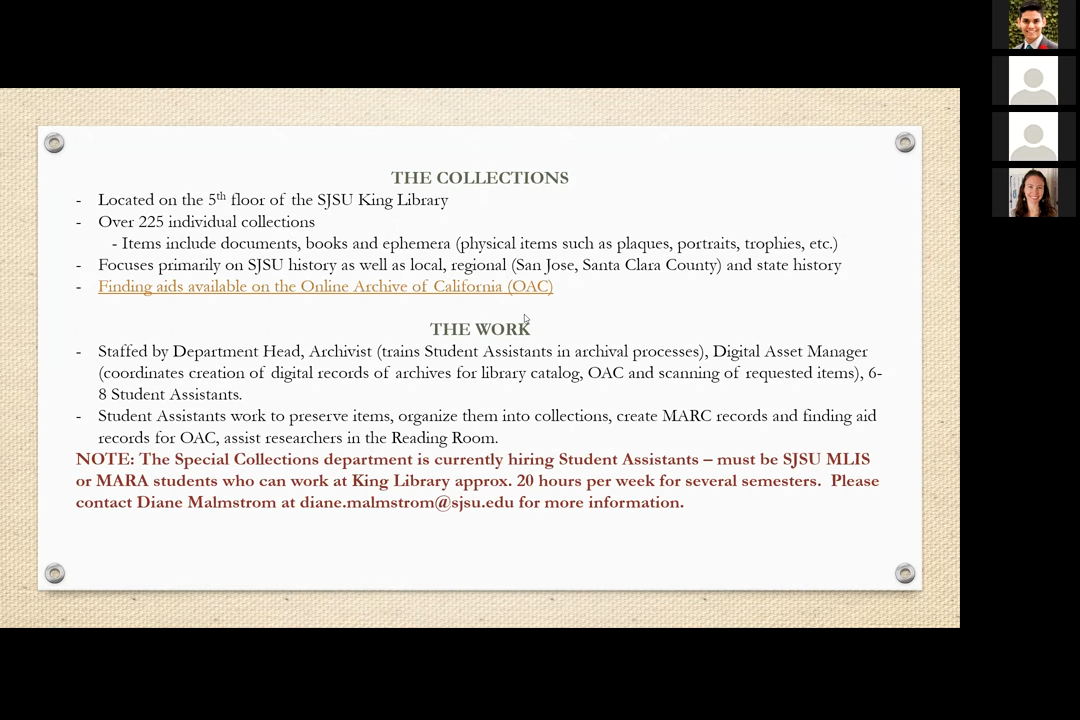 THE COLLECTIONS
- Located on the 5th floor of the SJSU King Library
- Over 225 individual collections
- Items include documents, books and ephemera (physical items such as plaques, portraits, trophies, etc.)
- Focuses primarily on SJSU history as well as local, regional (San Jose, Santa Clara County) and state history
- Finding aids available on the Online Archive of California (OAC)
THE WORK
- Staffed by Department Head, Archivist (trains Student Assistants in archival processes), Digital Asset Manager
(coordinates creation of digital records of archives for library catalog, OAC and scanning of requested items), 6-
8 Student Assistants.
- Student Assistants work to preserve items, organize them into collections, create MARC records and finding aid
records for OAC, assist researchers in the Reading Room.
NOTE: The Special Collections department is currently hiring Student Assistants – must be SJSU MLIS
or MARA students who can work at King Library approx. 20 hours per week for several semesters. Please
contact Diane Malmstrom at diane.malmstrom@sjsu.edu for more information.